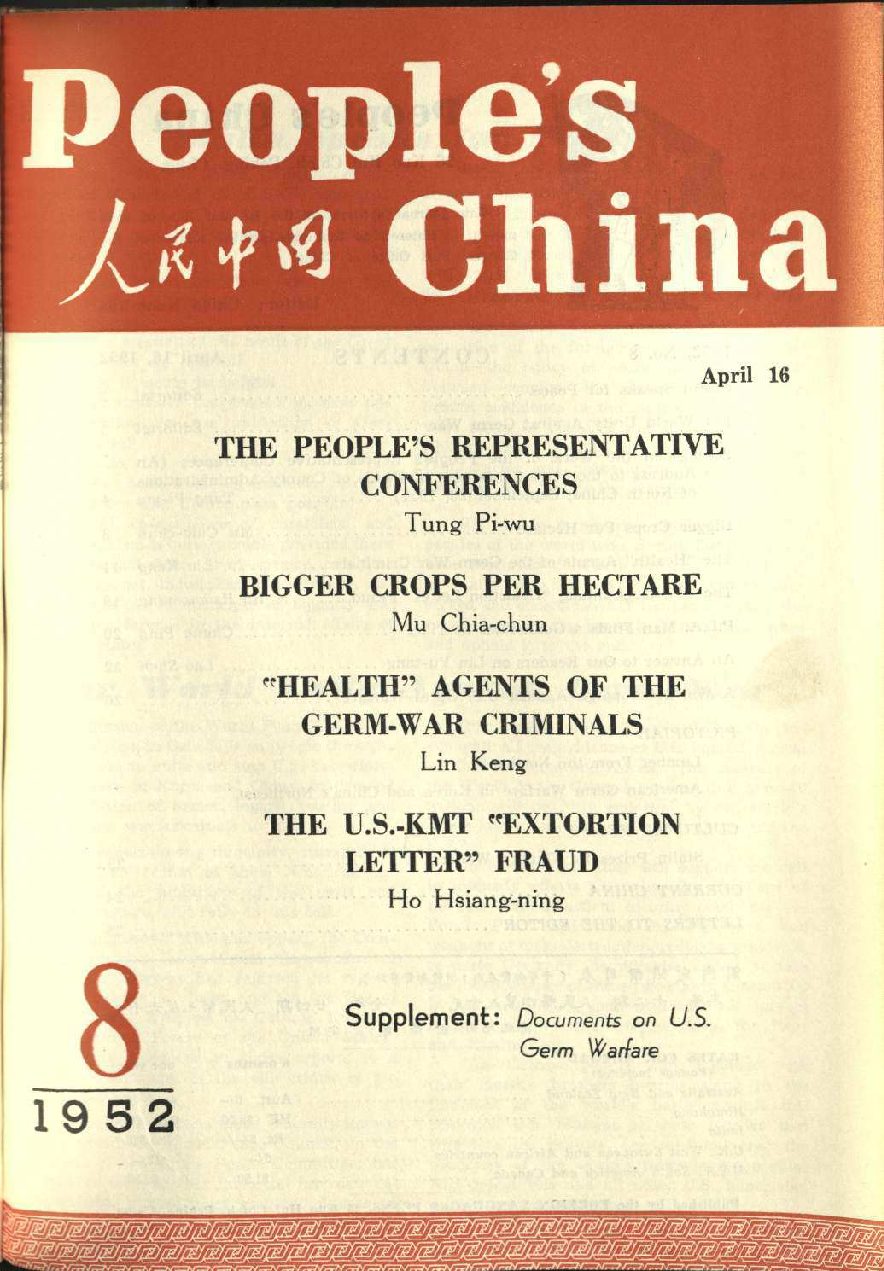 People's
人民中国 China
April 16
THE PEOPLE'S REPRESENTATIVE
CONFERENCES
Tung Pi-wu
BIGGER CROPS PER HECTARE
Mu Chia-chun
"HEALTH" AGENTS OF THE
GERM-WAR CRIMINALS
Lin Keng
THE U.S.-KMT "EXTORTION
LETTER" FRAUD
Ho Hsiang-ning
8
1952
Supplement: Documents on U.S.
Germ Warfare